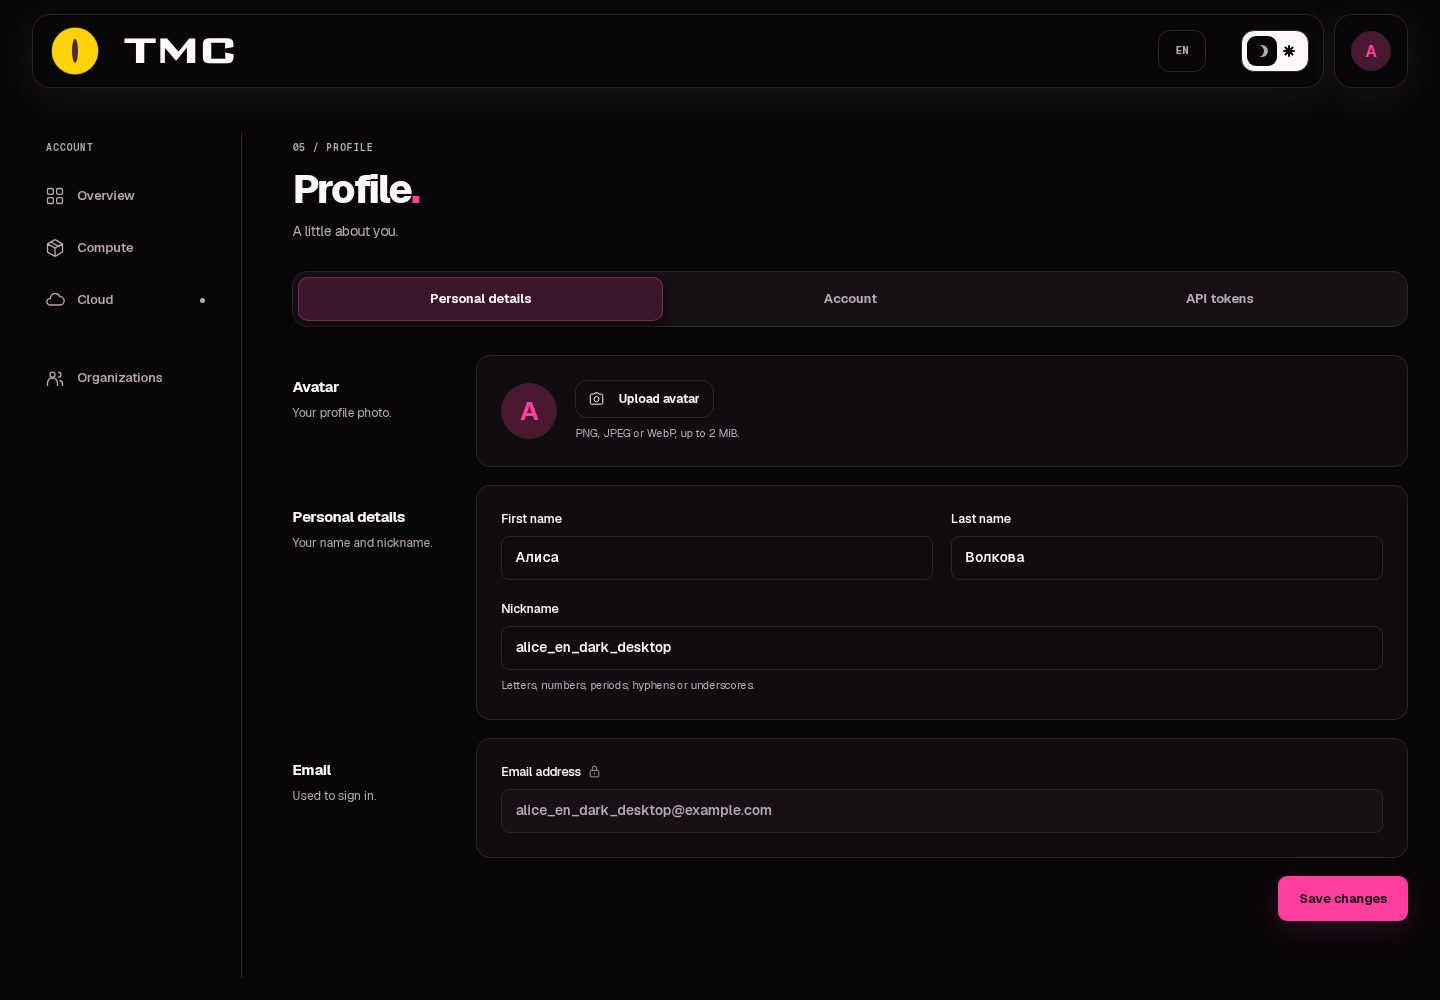 TMC
EN
A
ACCOUNT
Overview
Compute
Cloud
Organizations
05 / PROFILE
Profile.
A little about you.
Personal details
Account
API tokens
Avatar
Your profile photo.
A
Upload avatar
PNG, JPEG or WebP, up to 2 MiB.
Personal details
Your name and nickname.
First name
Last name
Алиса
Волкова
Nickname
alice_en_dark_desktop
Letters, numbers, periods, hyphens or underscores.
Email
Used to sign in.
Email address
alice_en_dark_desktop@example.com
Save changes